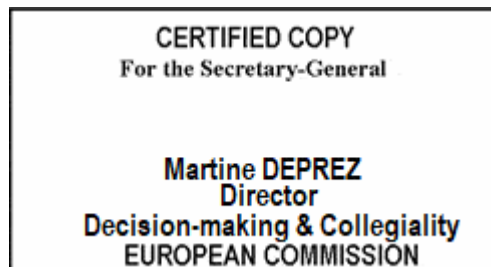 CERTIFIED COPY
For the Secretary-General
Martine DEPREZ
Director
Decision-making & Collegiality
EUROPEAN COMMISSION